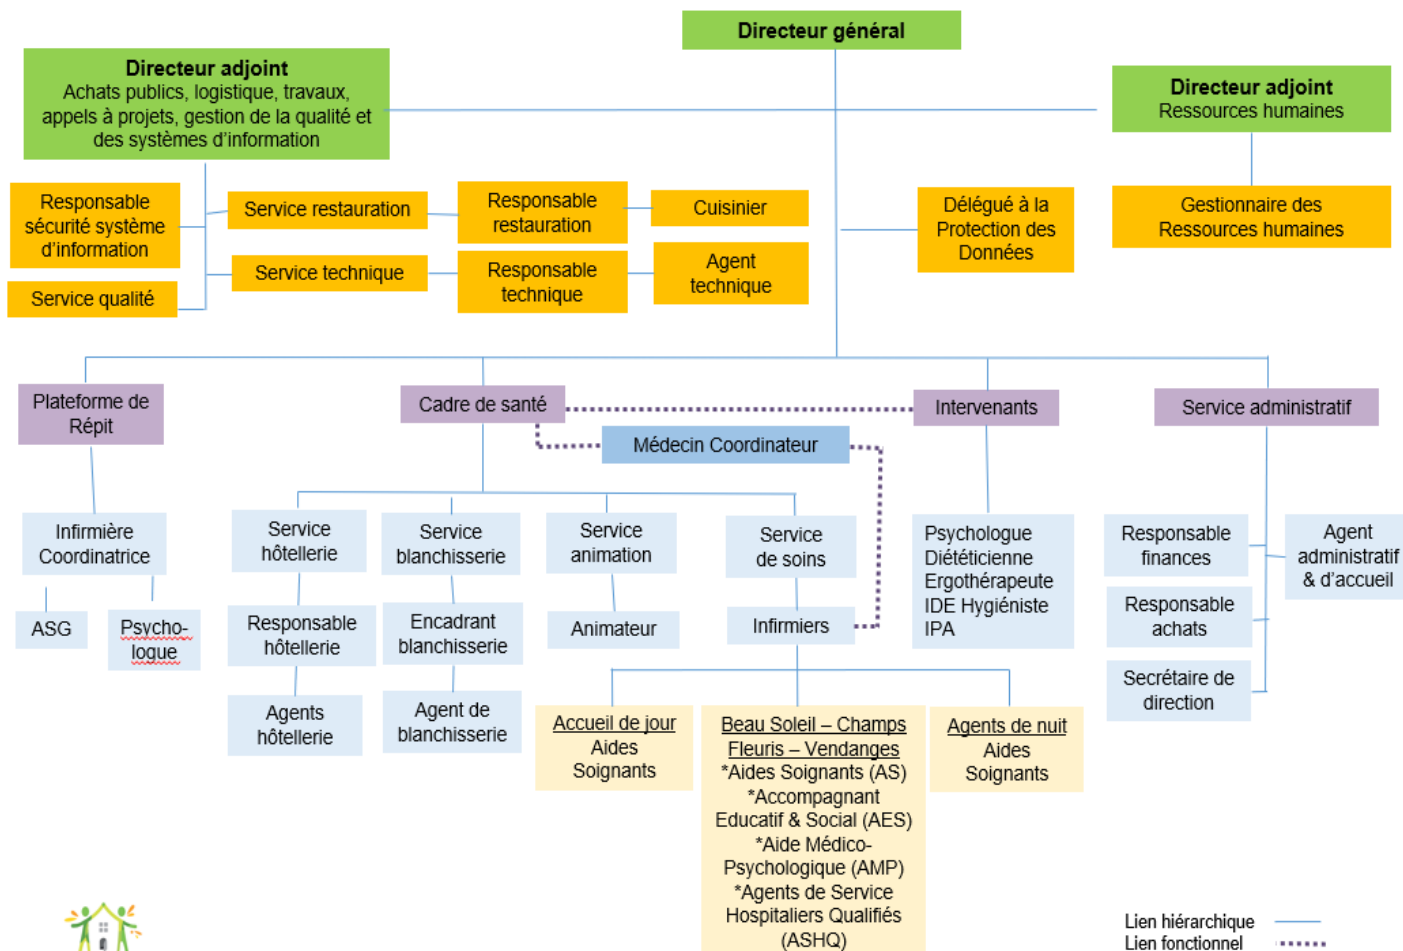 Directeur général
Directeur adjoint
Achats publics, logistique, travaux,
appels à projets, gestion de la qualité et
des systèmes d’information
Directeur adjoint
Ressources humaines
Responsable
sécurité système
d’information
Service restauration
Responsable
restauration
Cuisinier
Délégué à la
Protection des
Données
Gestionnaire des
Ressources humaines
Service qualité
Service technique
Responsable
technique
Agent
technique
Plateforme de
Répit
Cadre de santé
Intervenants
Service administratif
Médecin Coordinateur
Infirmière
Coordinatrice
Service
hôtellerie
Service
blanchisserie
Service
animation
Service
de soins
Psychologue
Diététicienne
Ergothérapeute
IDE Hygiéniste
IPA
Responsable
finances
Agent
administratif
& d’accueil
ASG
Psycho-
logue
Responsable
hôtellerie
Encadrant
blanchisserie
Animateur
Infirmiers
Responsable
achats
Agents
hôtellerie
Agent de
blanchisserie
Secrétaire de
direction
Accueil de jour
Aides
Soignants
Beau Soleil – Champs
Fleuris – Vendanges
*Aides Soignants (AS)
*Accompagnant
Educatif & Social (AES)
*Aide Médico-
Psychologique (AMP)
*Agents de Service
Hospitaliers Qualifiés
(ASHQ)
Agents de nuit
Aides
Soignants
Lien hiérarchique
Lien fonctionnel